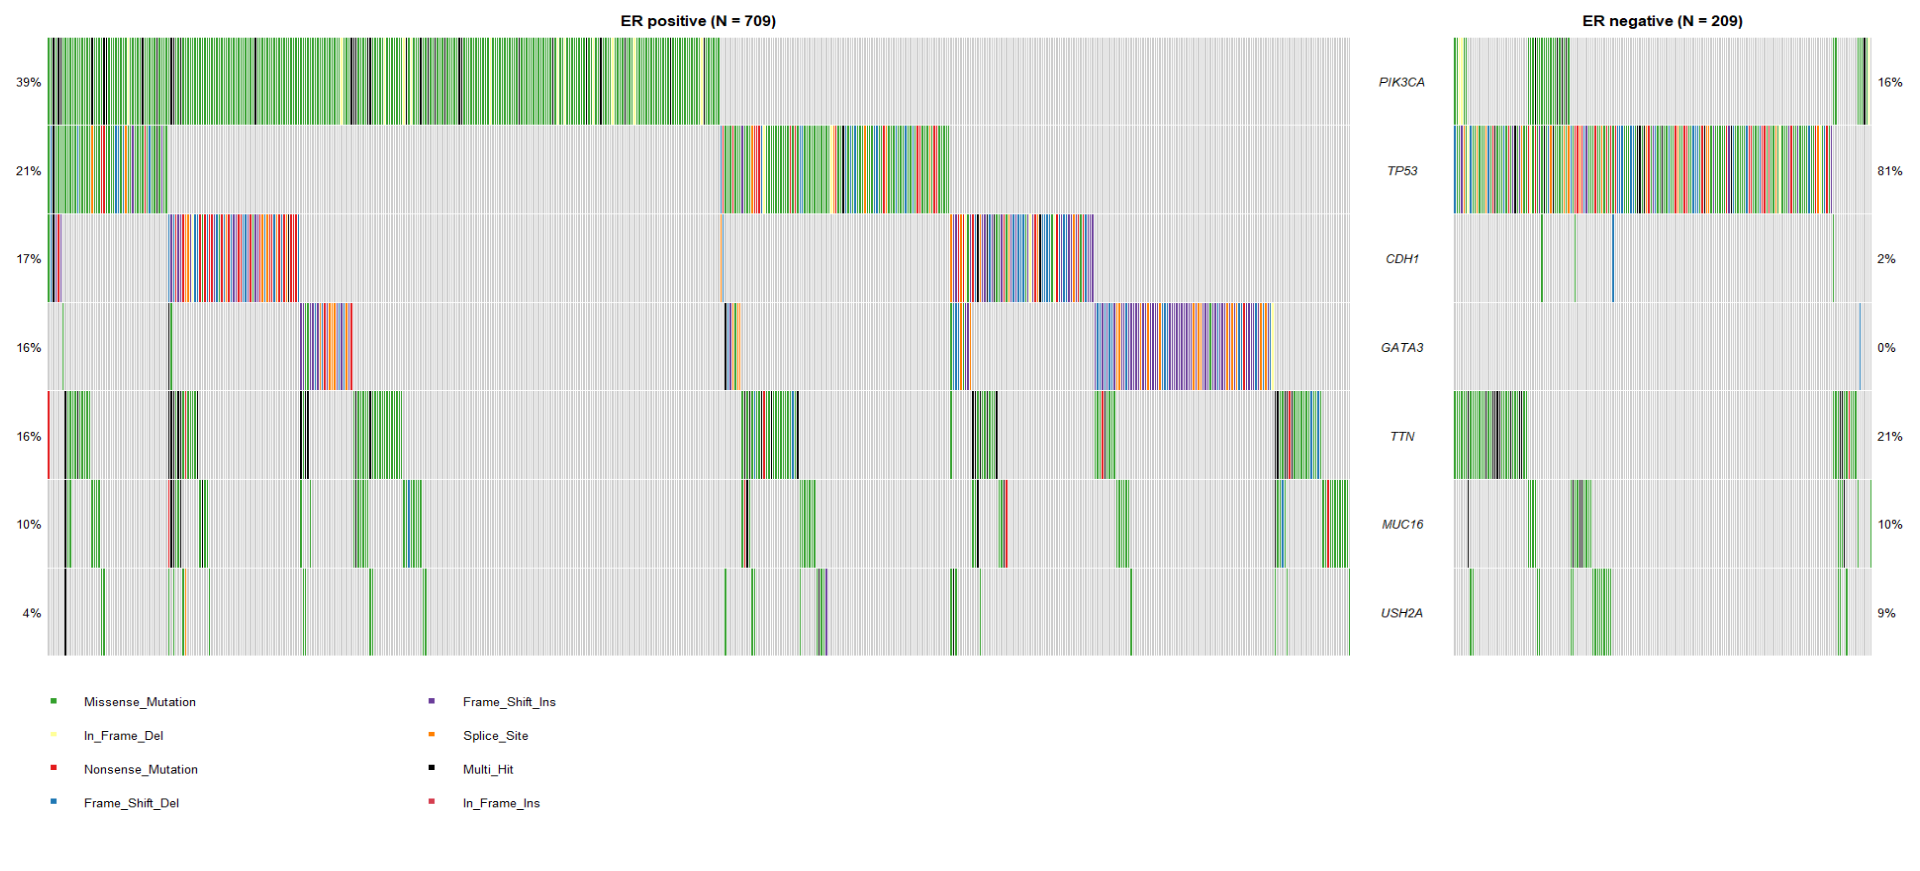 ER positive (N = 709)
ER negative (N = 209)
39% PIK3CA 16%
21% TP53 81%
17% CDH1 2%
16% GATA3 0%
16% TTN 21%
10% MUC16 10%
4% USH2A 9%
Missense_Mutation
In_Frame_Del
Nonsense_Mutation
Frame_Shift_Del
Frame_Shift_Ins
Splice_Site
Multi_Hit
In_Frame_Ins